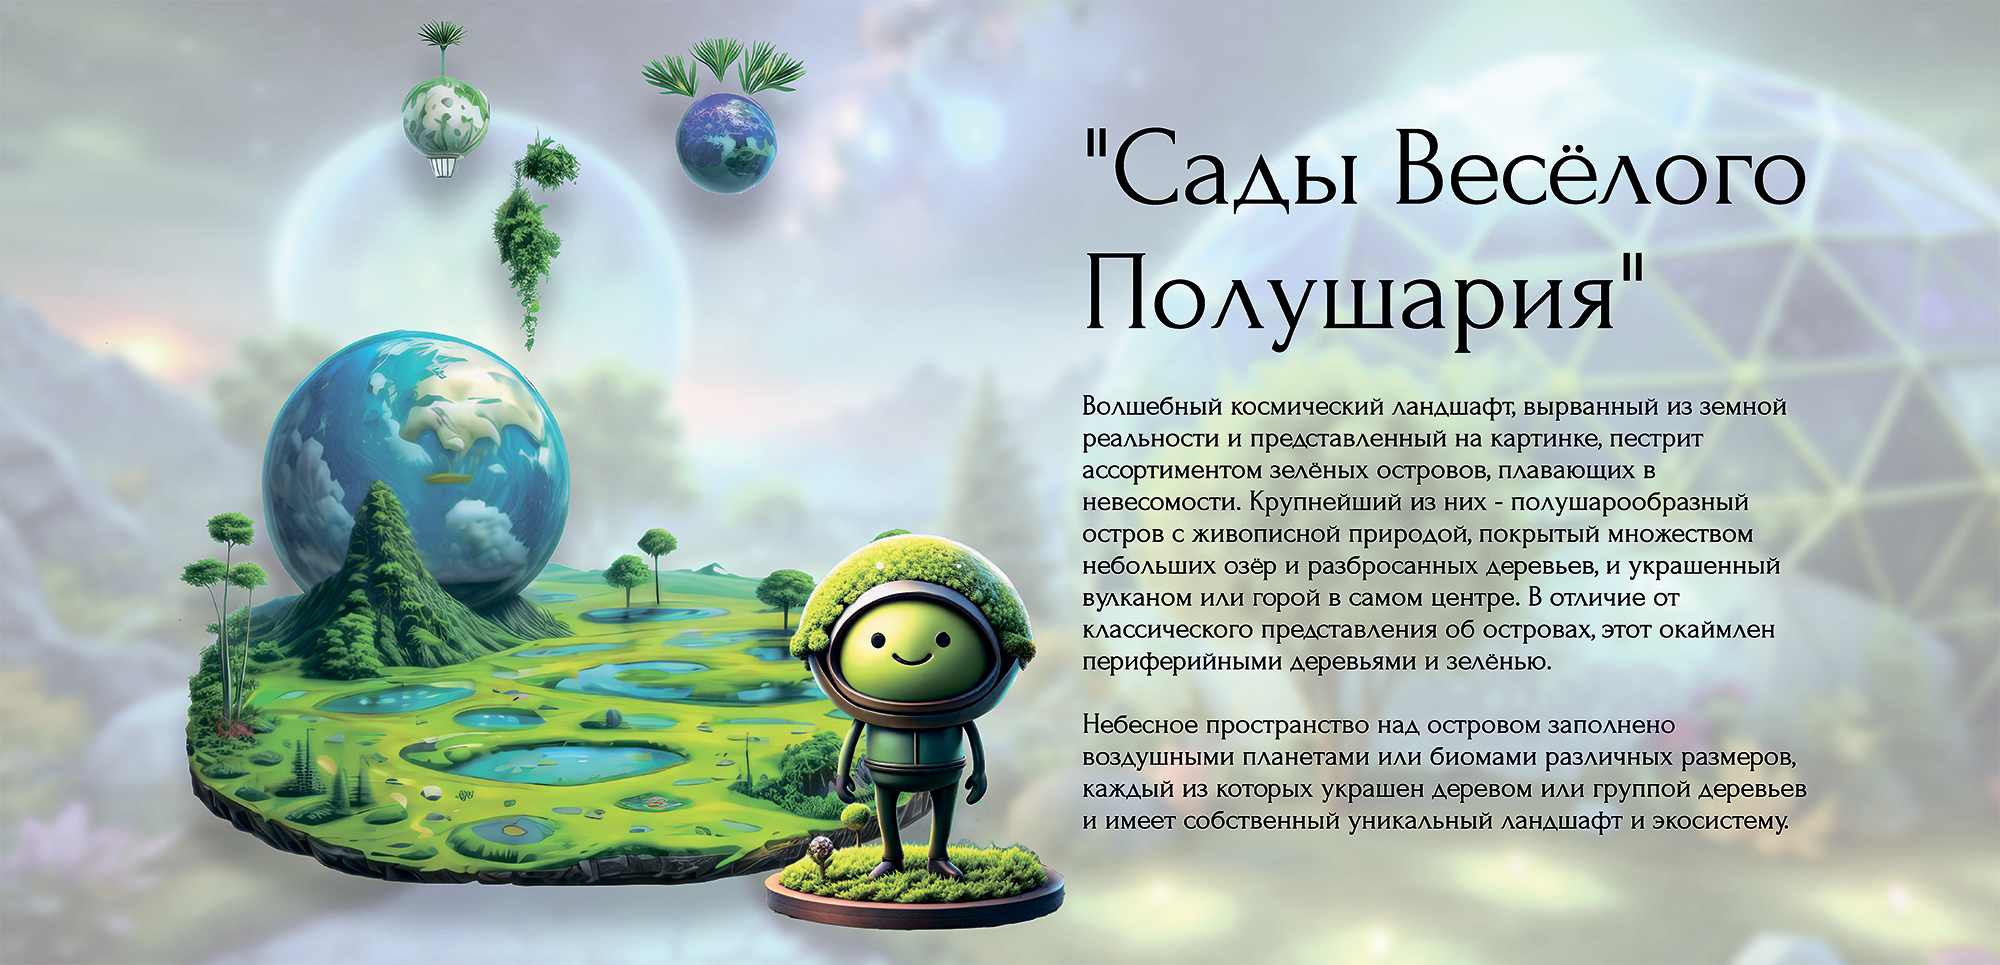 "Сады Весёлого
Полушария"
Волшебный космический ландшафт, вырванный из земной
реальности и представленный на картинке, пестрит
ассортиментом зелёных островов, плавающих в
невесомости. Крупнейший из них - полушарообразный
остров с живописной природой, покрытый множеством
небольших озёр и разбросанных деревьев, и украшенный
вулканом или горой в самом центре. В отличие от
классического представления об островах, этот окаймлен
периферийными деревьями и зелёнью.
Небесное пространство над островом заполнено
воздушными планетами или биомами различных размеров,
каждый из которых украшен деревом или группой деревьев
и имеет собственный уникальный ландшафт и экосистему.